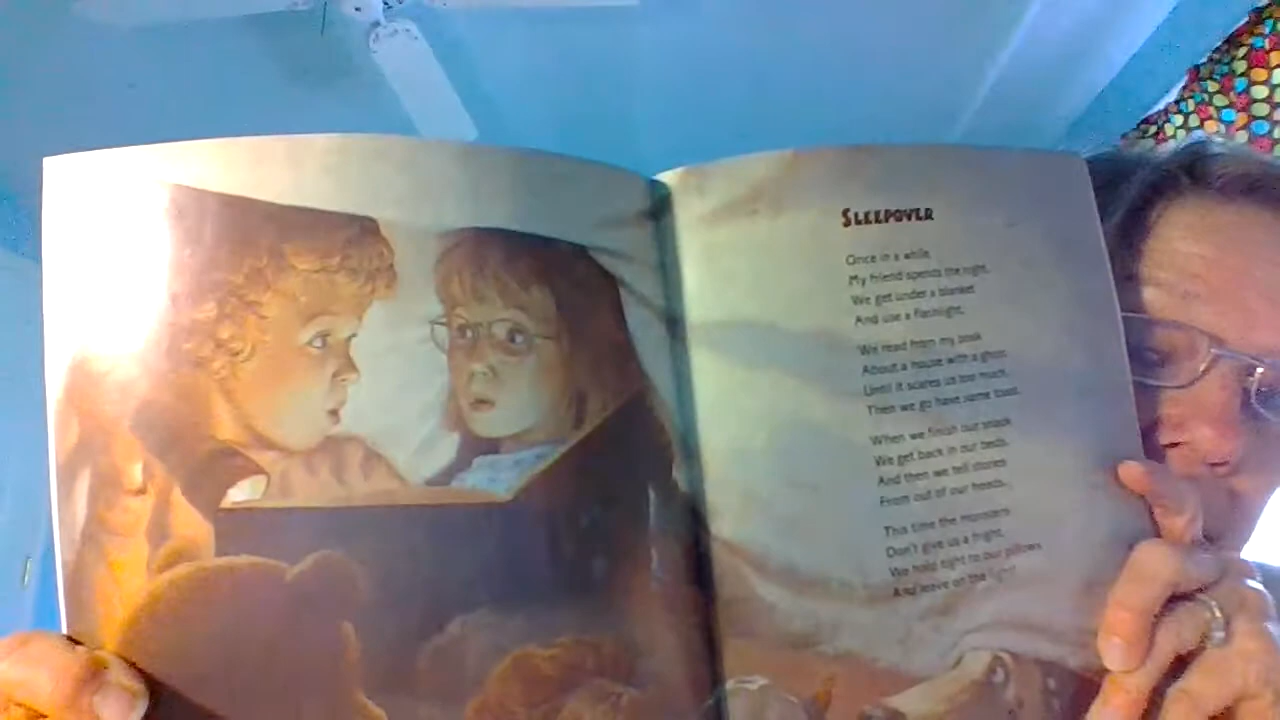 SLEEPOVER
Once in a while,
My friend spends the night.
We get under a blanket
And use a flashlight.
We read from my book
About a house with a ghost
Until it scares us too much.
Then we go have some toast.
When we finish our snack
We get back in our beds.
And then we tell stories
From out of our heads.
This time the monsters
Don't give us a fright.
We hold tight to our pillows
And leave on the light!